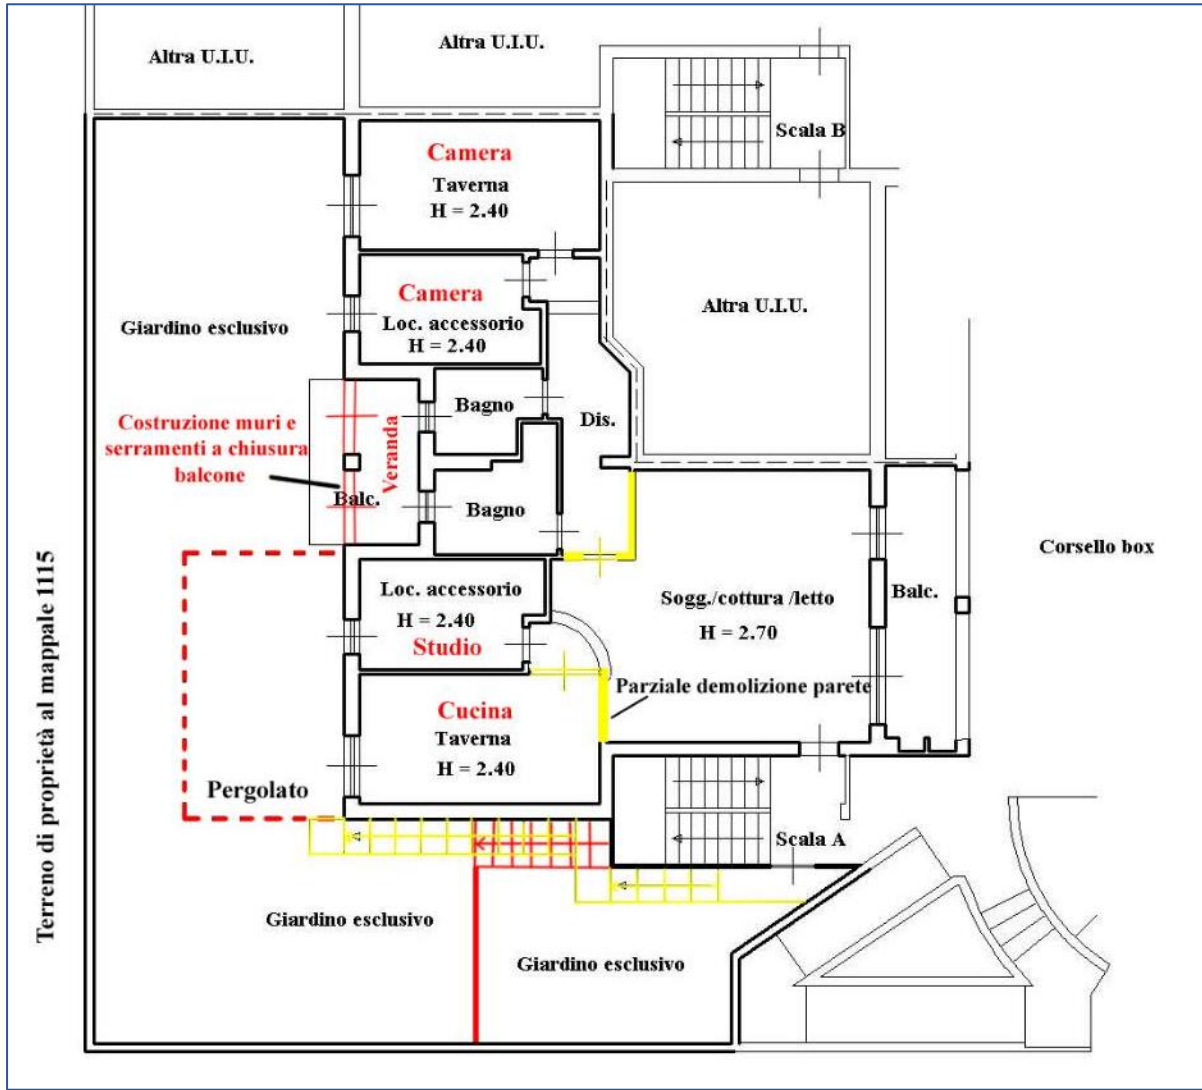 Altra U.I.U.
Altra U.I.U.
Scala B
Camera
Taverna
H = 2.40
Camera
Loc. accessorio
H = 2.40
Altra U.I.U.
Giardino esclusivo
Bagno
Dis.
Costruzione muri e
serramenti a chiusura
balcone
Veranda
Balc.
Bagno
Corsello box
Loc. accessorio
H = 2.40
Studio
Sogg./cottura /letto
H = 2.70
Balc.
Parziale demolizione parete
Cucina
Taverna
H = 2.40
Pergolato
Scala A
Terreno di proprietà al mappale 1115
Giardino esclusivo
Giardino esclusivo